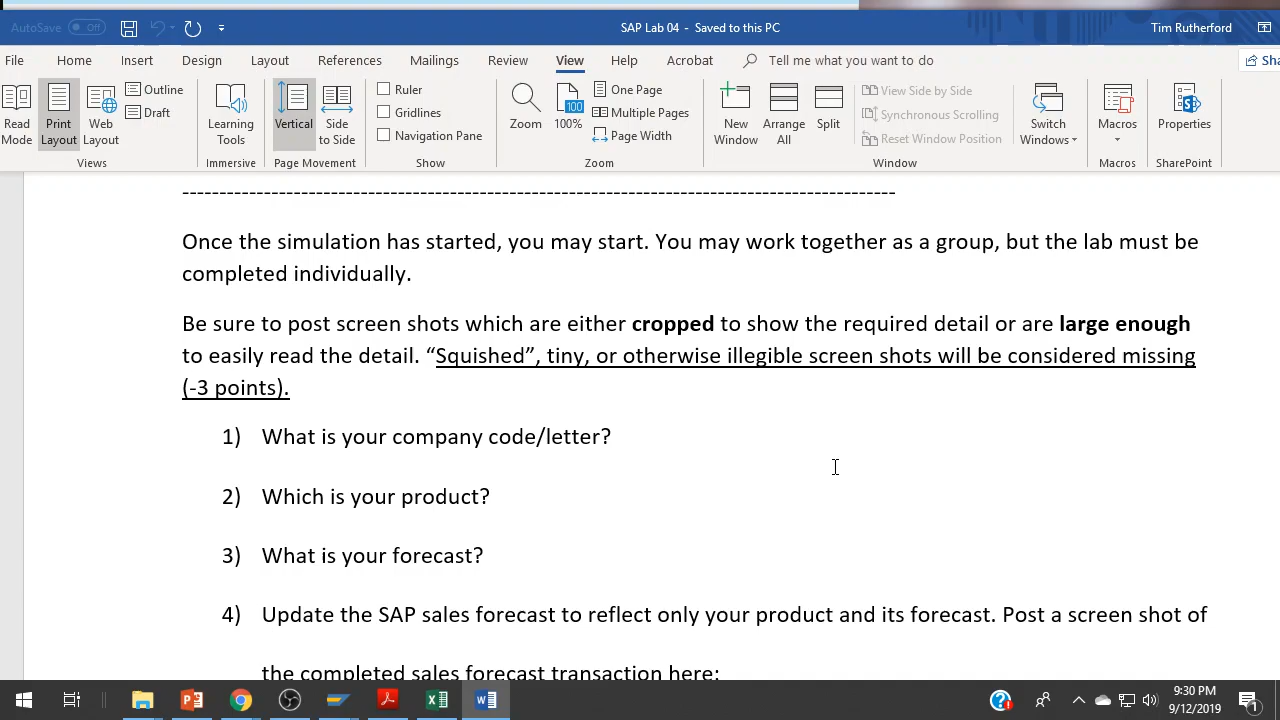 AutoSave Off SAP Lab 04 - Saved to this PC Tim Rutherford
File Home Insert Design Layout References Mailings Review View Help Acrobat Tell me what you want to do
Read Mode
Print Layout
Web Layout
Outline
Draft
Views
Learning Tools
Immersive
Vertical
Side to Side
Page Movement
Ruler
Gridlines
Navigation Pane
Show
Zoom
100
100%
One Page
Multiple Pages
Page Width
Zoom
New Window
Arrange All
Split
View Side by Side
Synchronous Scrolling
Reset Window Position
Switch Windows
Window
Macros
Macros
Properties
SharePoint
--------------------------------------------------------------------------------------------------
Once the simulation has started, you may start. You may work together as a group, but the lab must be
completed individually.
Be sure to post screen shots which are either cropped to show the required detail or are large enough
to easily read the detail. “Squished”, tiny, or otherwise illegible screen shots will be considered missing
(-3 points).
1) What is your company code/letter?
2) Which is your product?
3) What is your forecast?
4) Update the SAP sales forecast to reflect only your product and its forecast. Post a screen shot of
the completed sales forecast transaction here:
9:30 PM
9/12/2019
1